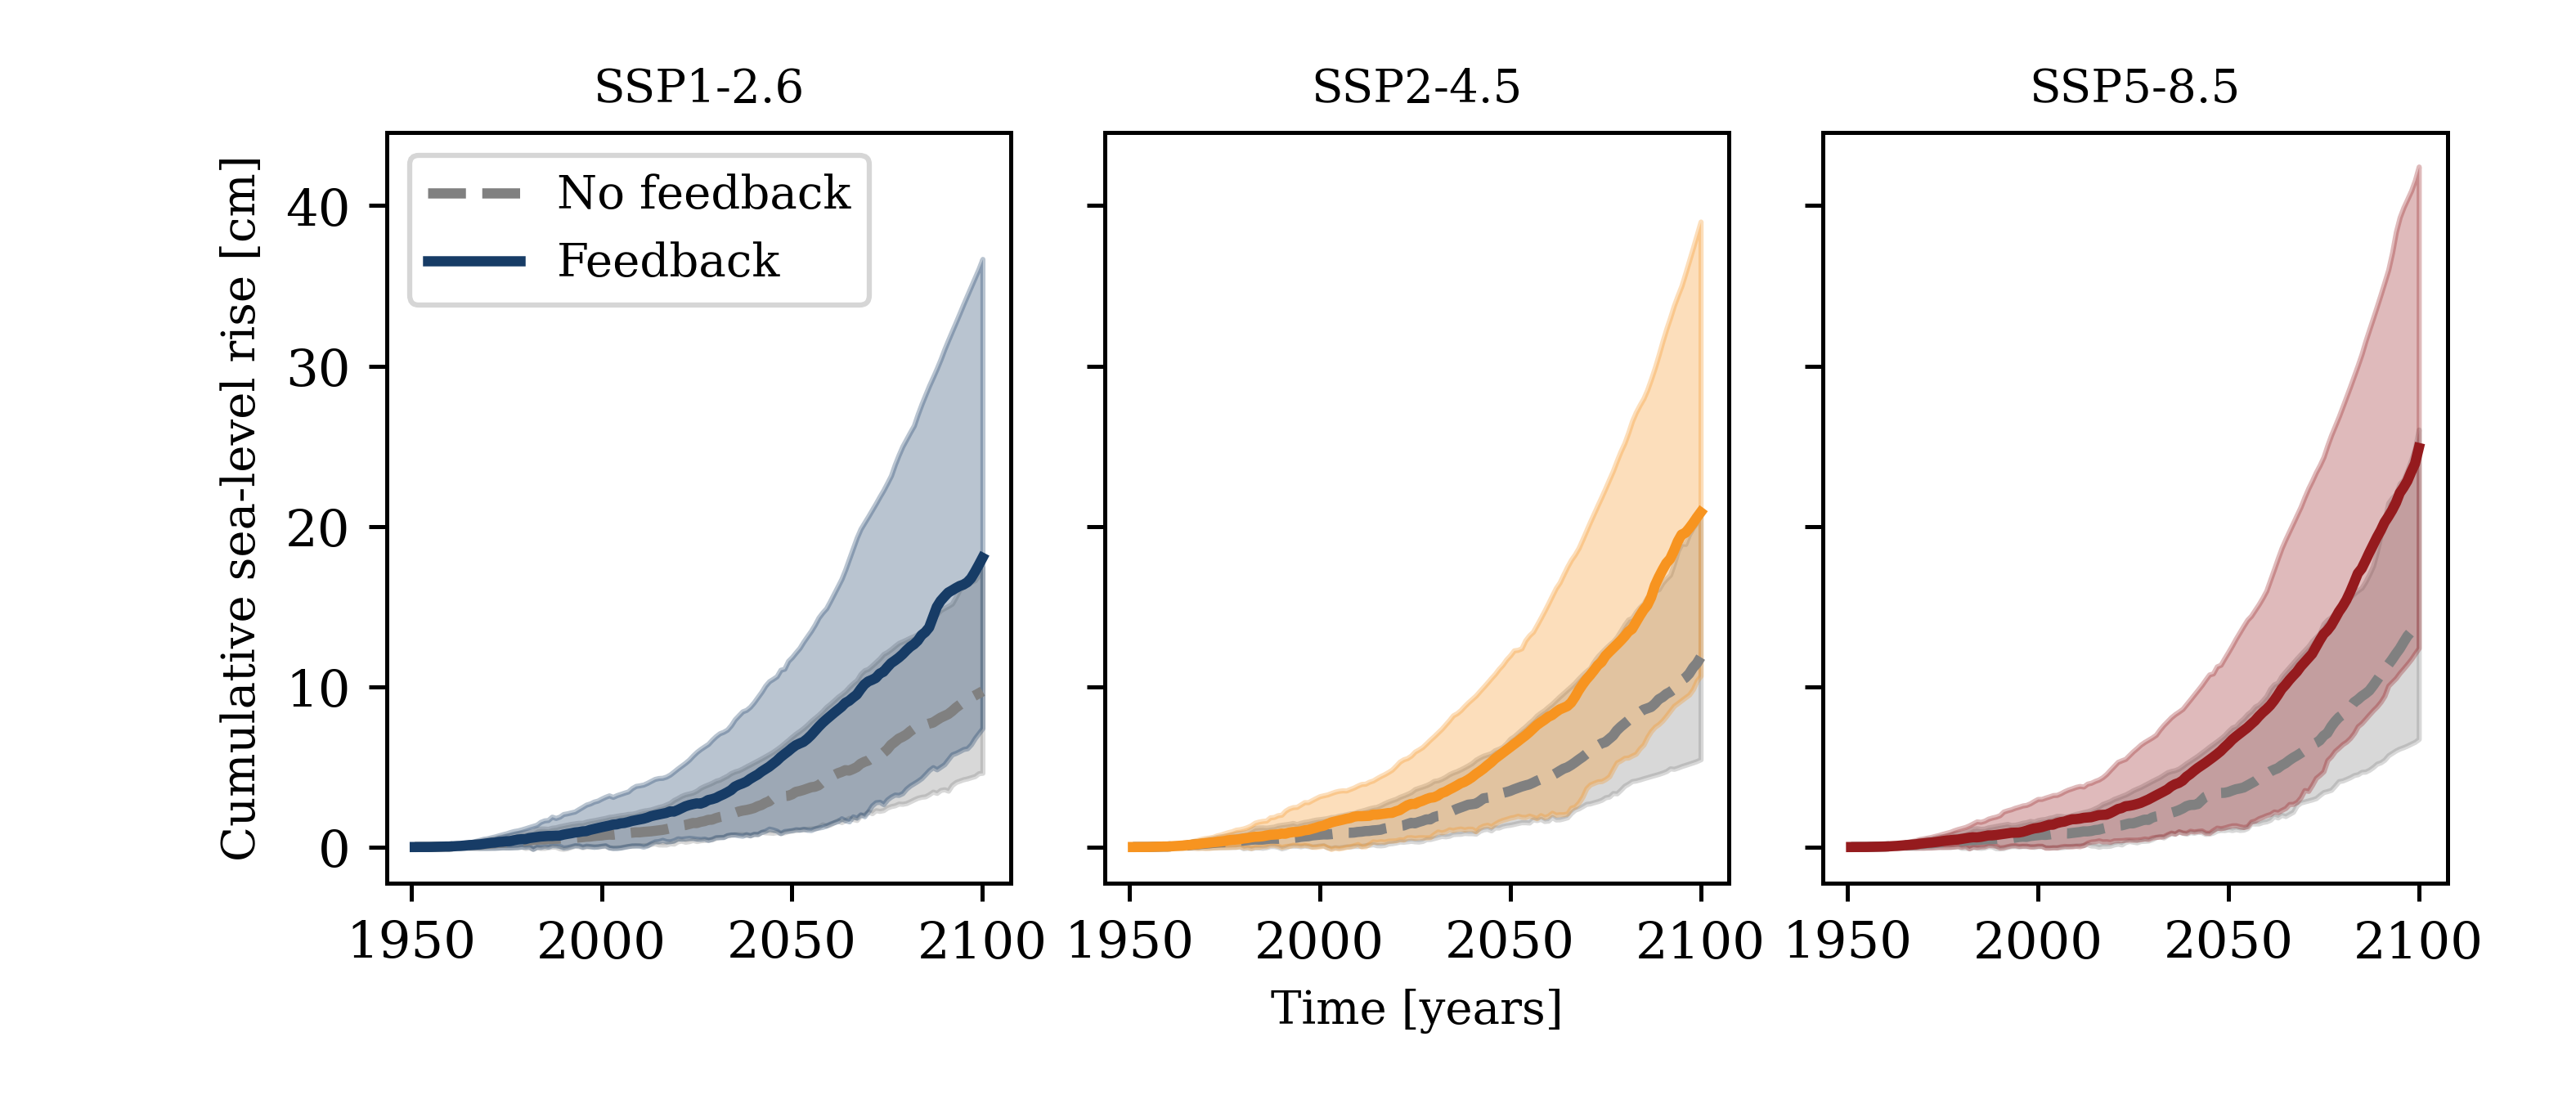 SSP1-2.6
SSP2-4.5
SSP5-8.5
No feedback
Feedback
Cumulative sea-level rise [cm]
40
30
20
10
0
1950 2000 2050 2100
1950 2000 2050 2100
1950 2000 2050 2100
Time [years]